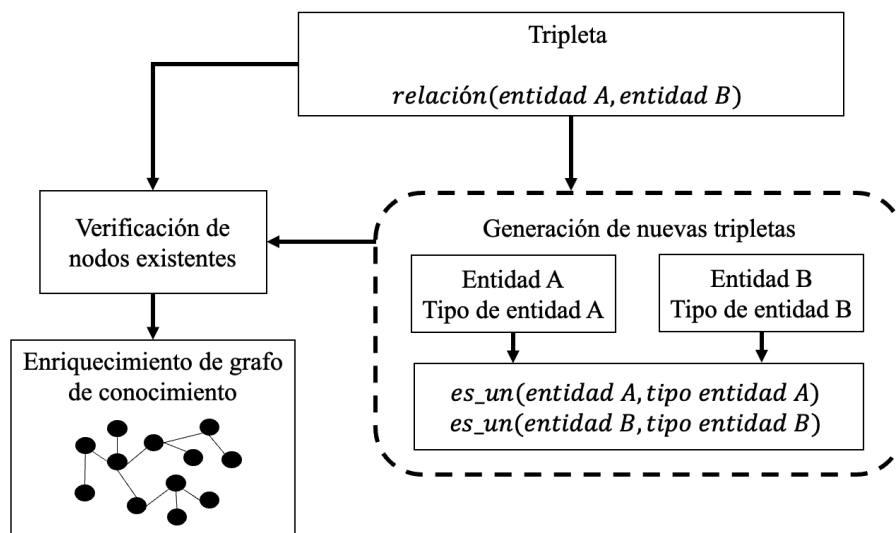 Tripleta
relación(entidad A, entidad B)
Verificación de
nodos existentes
Generación de nuevas tripletas
Entidad A
Tipo de entidad A
Entidad B
Tipo de entidad B
es_un(entidad A, tipo entidad A)
es_un(entidad B, tipo entidad B)
Enriquecimiento de grafo
de conocimiento